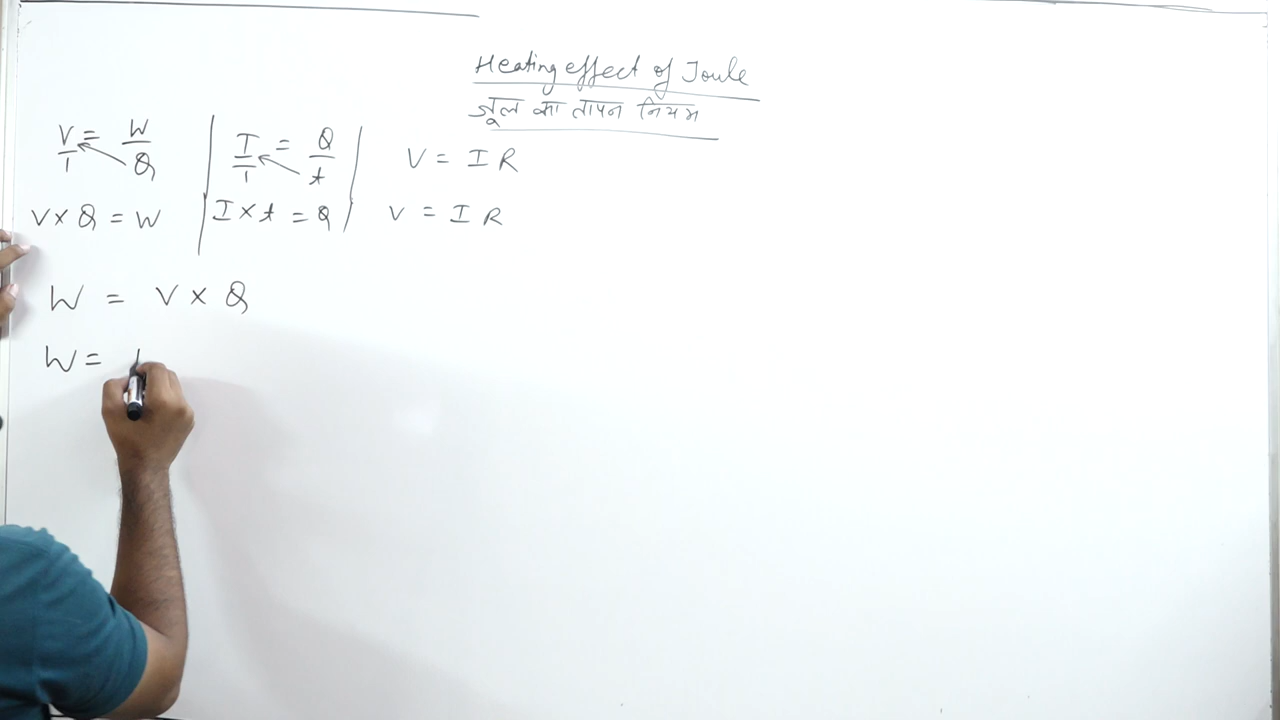 Heating effect of Joule
जूल का तापन नियम
V/1 = W/Q
I/1 = Q/t
V = I R
V × Q = W
I × t = Q
V = I R
W = V × Q
W =